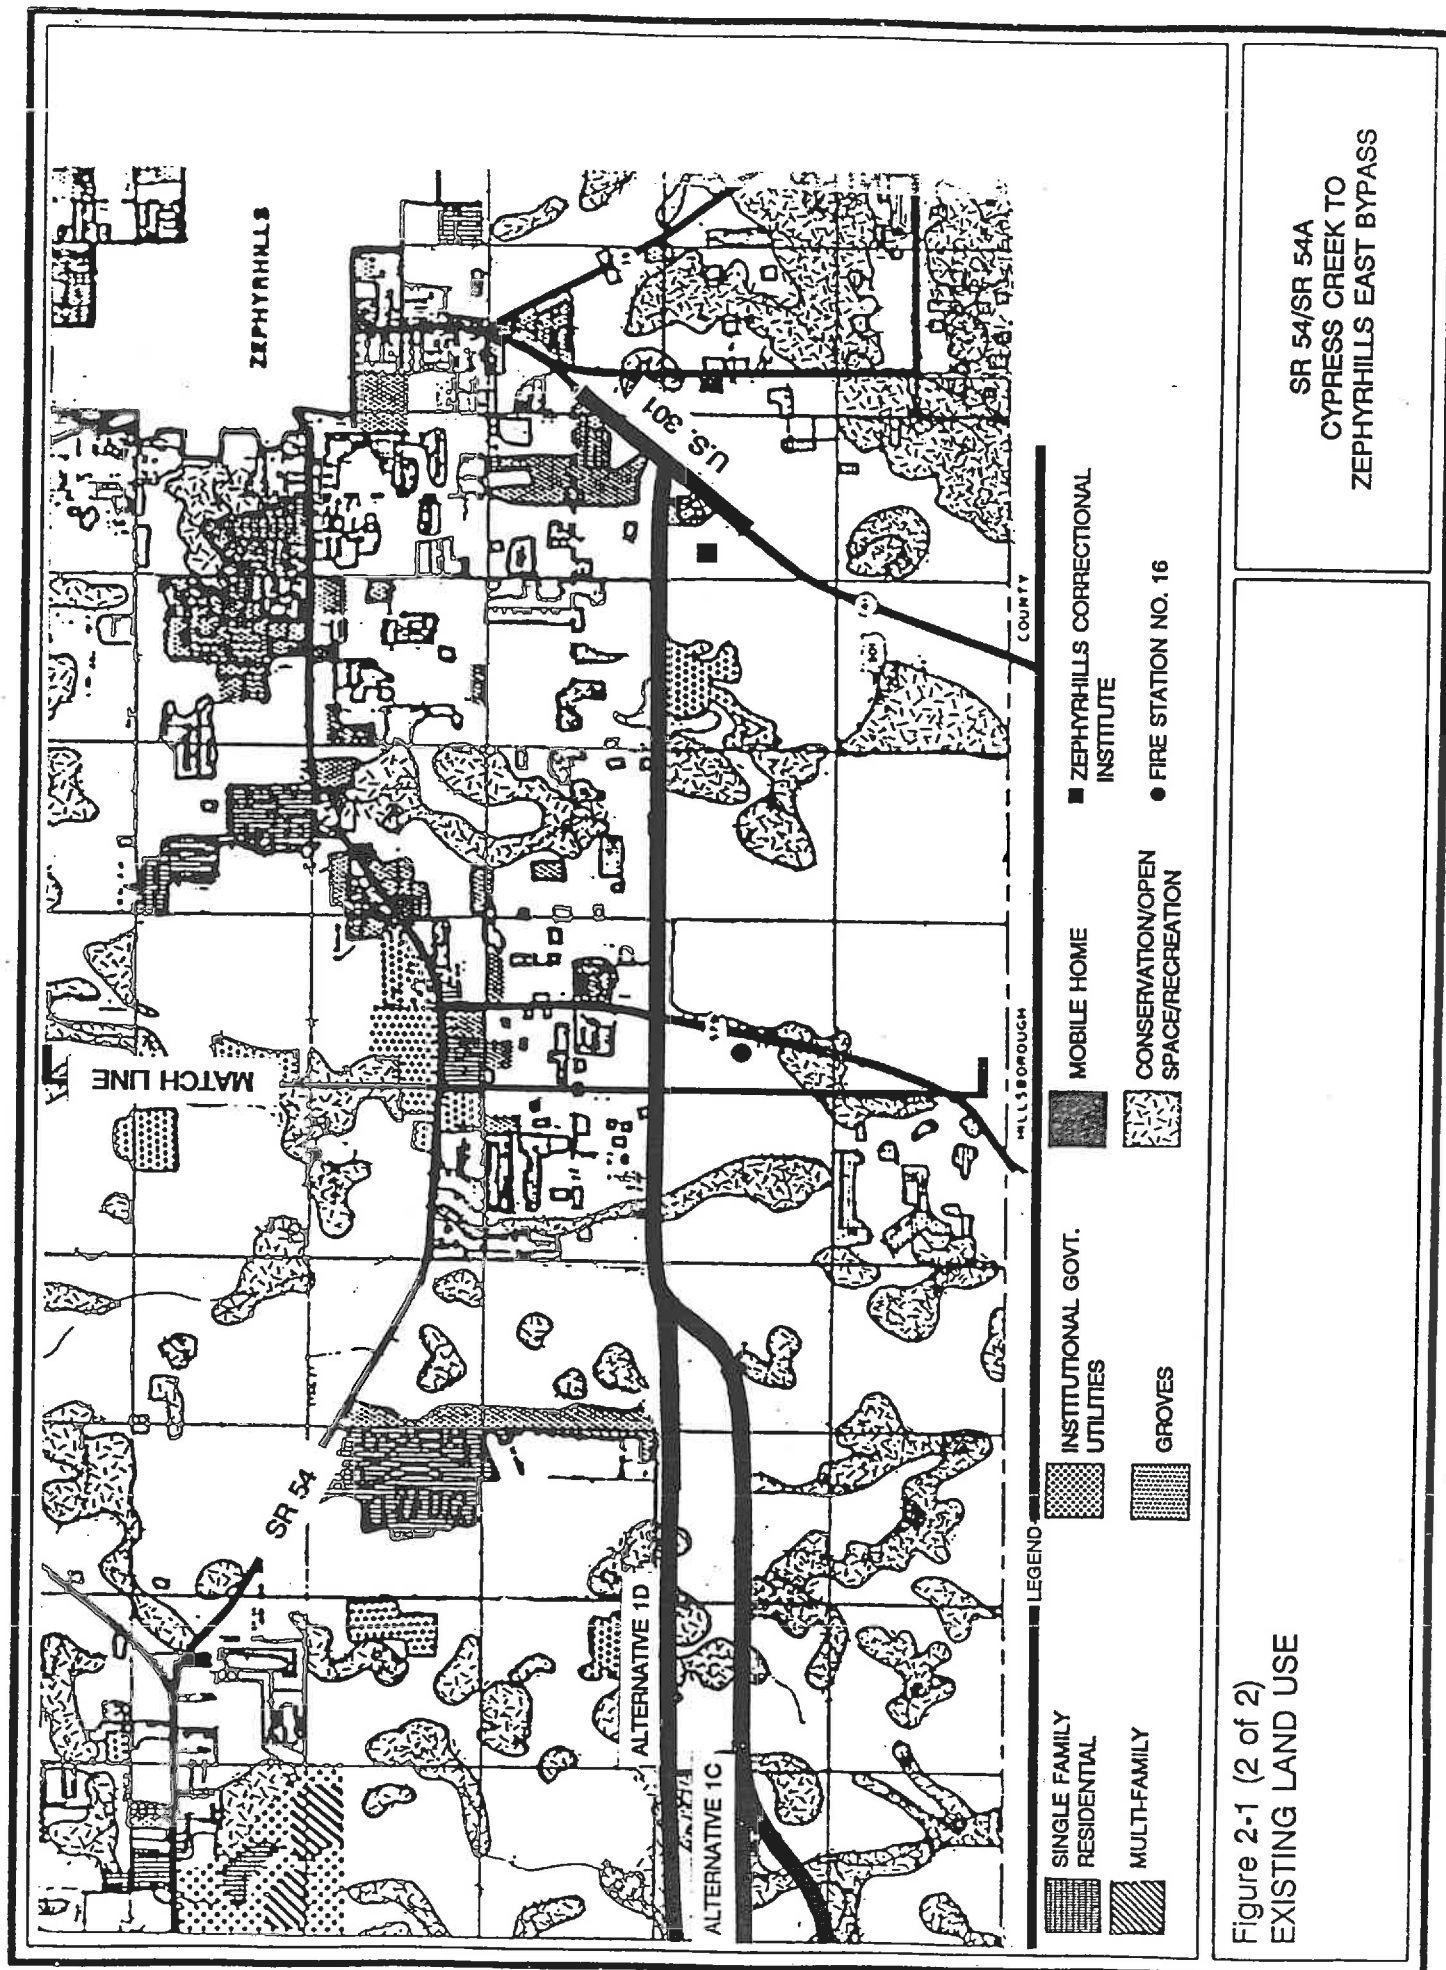 ZEPHYRHILLS
MATCH LINE
SR 54
U.S. 301
ALTERNATIVE 1D
ALTERNATIVE 1C
301
HILLSBOROUGH
COUNTY
LEGEND
SINGLE FAMILY
RESIDENTIAL
MULTI-FAMILY
INSTITUTIONAL GOVT.
UTILITIES
GROVES
MOBILE HOME
CONSERVATION/OPEN
SPACE/RECREATION
ZEPHYRHILLS CORRECTIONAL
INSTITUTE
FIRE STATION NO. 16
Figure 2-1 (2 of 2)
EXISTING LAND USE
SR 54/SR 54A
CYPRESS CREEK TO
ZEPHYRHILLS EAST BYPASS